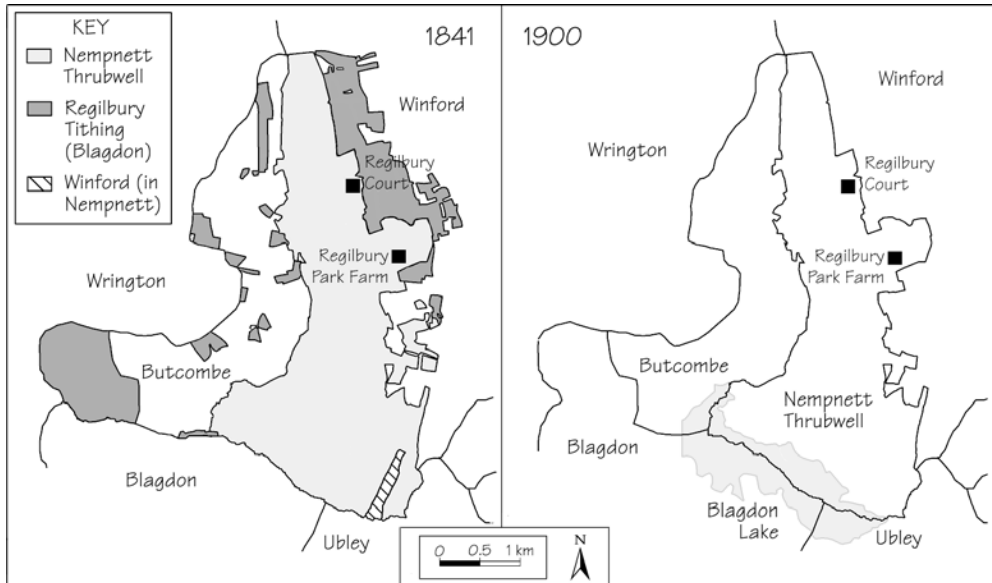 KEY
Nempnett
Thrubwell
Regilbury
Tithing
(Blagdon)
Winford (in
Nempnett)
1841
Winford
Regilbury
Court
Regilbury
Park Farm
Wrington
Butcombe
Blagdon
Ubley
1900
Winford
Wrington
Regilbury
Court
Regilbury
Park Farm
Butcombe
Nempnett
Thrubwell
Blagdon
Blagdon
Lake
Ubley
0 0.5 1 km
N